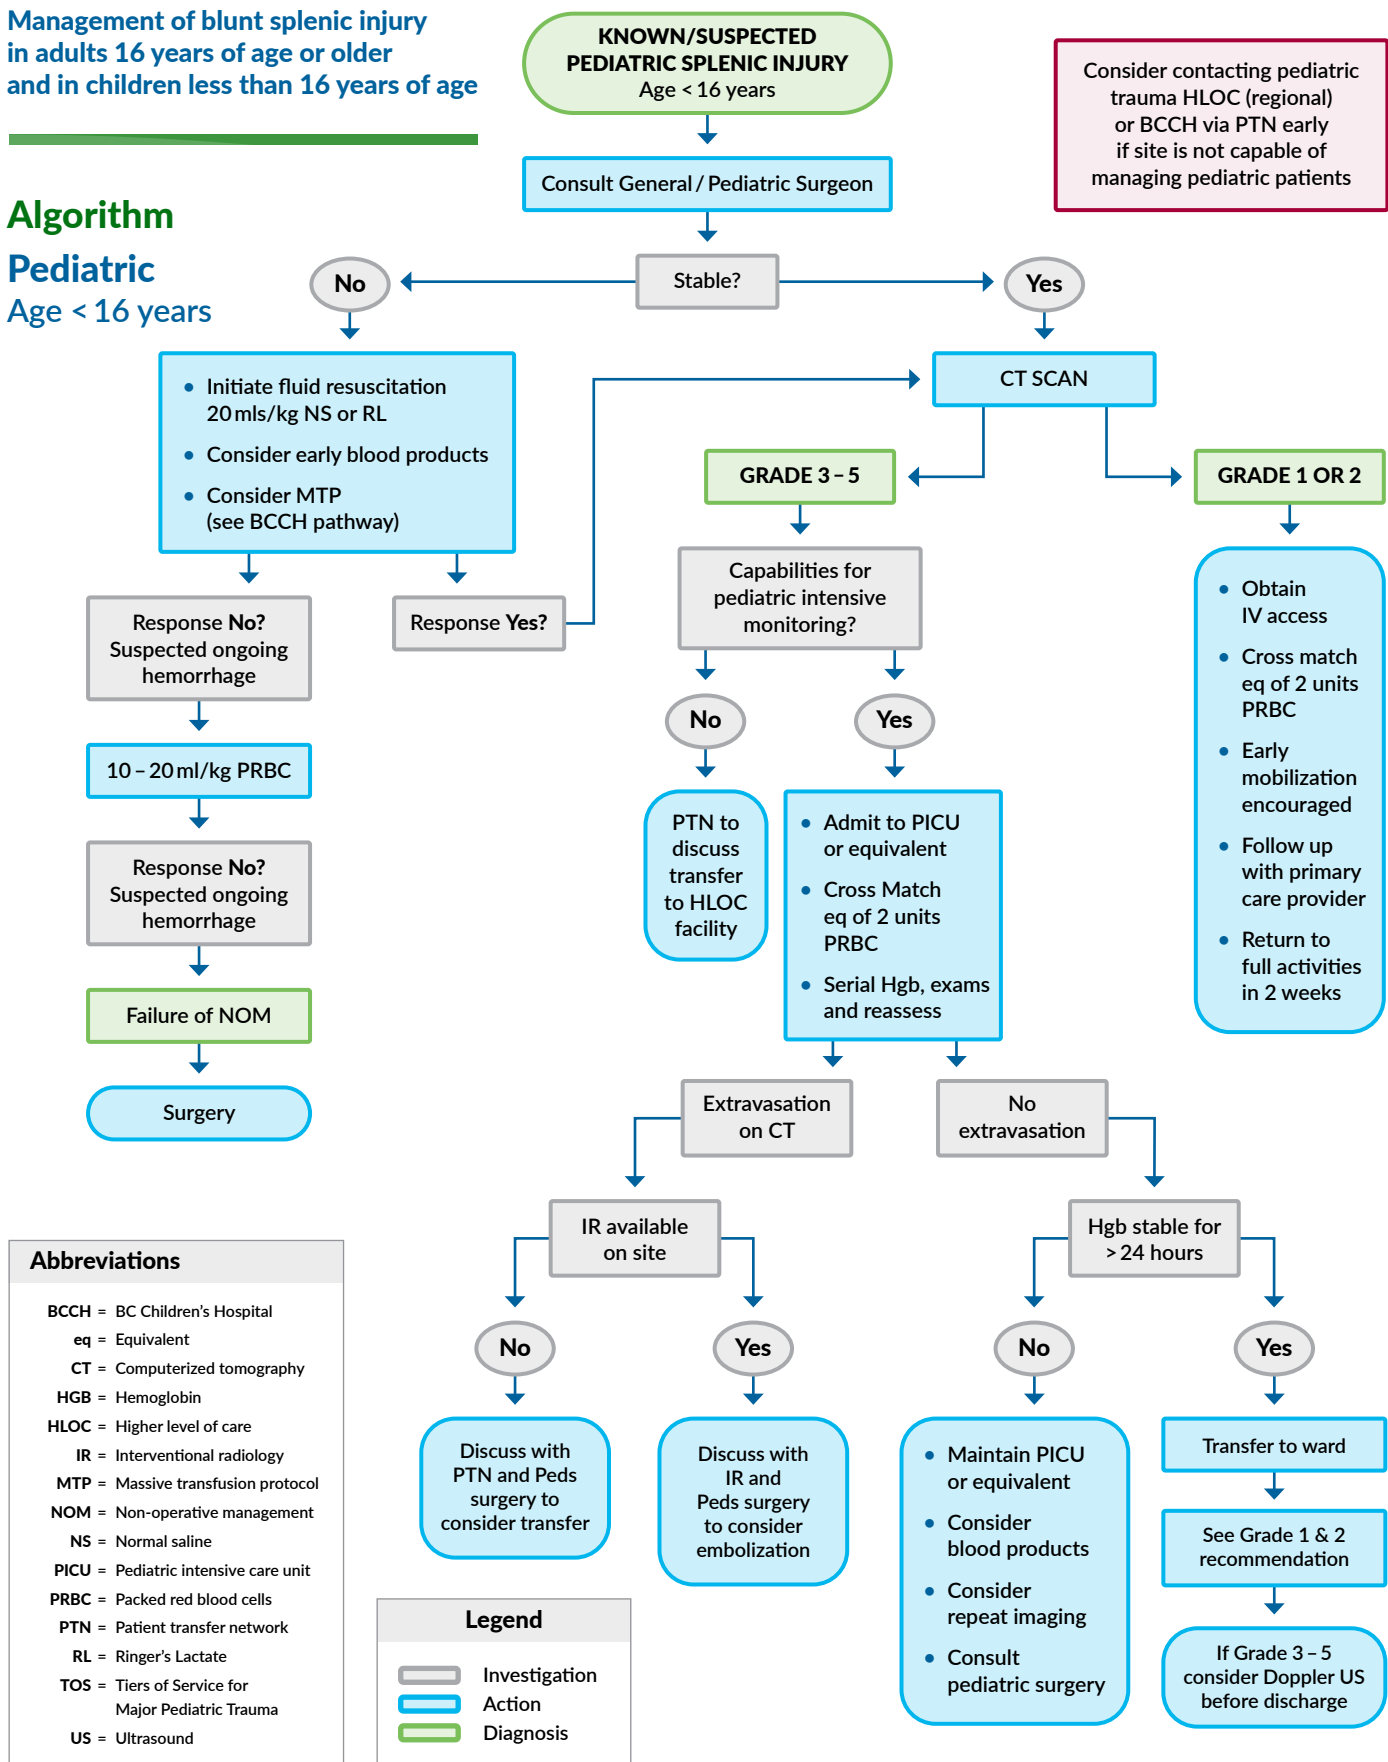 Management of blunt splenic injury
in adults 16 years of age or older
and in children less than 16 years of age
Algorithm
Pediatric
Age < 16 years
KNOWN/SUSPECTED
PEDIATRIC SPLENIC INJURY
Age < 16 years
Consider contacting pediatric
trauma HLOC (regional)
or BCCH via PTN early
if site is not capable of
managing pediatric patients
Consult General / Pediatric Surgeon
Stable?
No
Yes
• Initiate fluid resuscitation
20 mls/kg NS or RL
• Consider early blood products
• Consider MTP
(see BCCH pathway)
CT SCAN
GRADE 3 – 5
GRADE 1 OR 2
Response No?
Suspected ongoing
hemorrhage
Response Yes?
10 – 20 ml/kg PRBC
Response No?
Suspected ongoing
hemorrhage
Failure of NOM
Surgery
Capabilities for
pediatric intensive
monitoring?
No
Yes
PTN to
discuss
transfer
to HLOC
facility
• Admit to PICU
or equivalent
• Cross Match
eq of 2 units
PRBC
• Serial Hgb, exams
and reassess
• Obtain
IV access
• Cross match
eq of 2 units
PRBC
• Early
mobilization
encouraged
• Follow up
with primary
care provider
• Return to
full activities
in 2 weeks
Extravasation
on CT
No
extravasation
IR available
on site
Hgb stable for
> 24 hours
No
Yes
No
Yes
Discuss with
PTN and Peds
surgery to
consider transfer
Discuss with
IR and
Peds surgery
to consider
embolization
• Maintain PICU
or equivalent
• Consider
blood products
• Consider
repeat imaging
• Consult
pediatric surgery
Transfer to ward
See Grade 1 & 2
recommendation
If Grade 3 – 5
consider Doppler US
before discharge
Abbreviations
BCCH = BC Children's Hospital
eq = Equivalent
CT = Computerized tomography
HGB = Hemoglobin
HLOC = Higher level of care
IR = Interventional radiology
MTP = Massive transfusion protocol
NOM = Non-operative management
NS = Normal saline
PICU = Pediatric intensive care unit
PRBC = Packed red blood cells
PTN = Patient transfer network
RL = Ringer's Lactate
TOS = Tiers of Service for
Major Pediatric Trauma
US = Ultrasound
Legend
Investigation
Action
Diagnosis